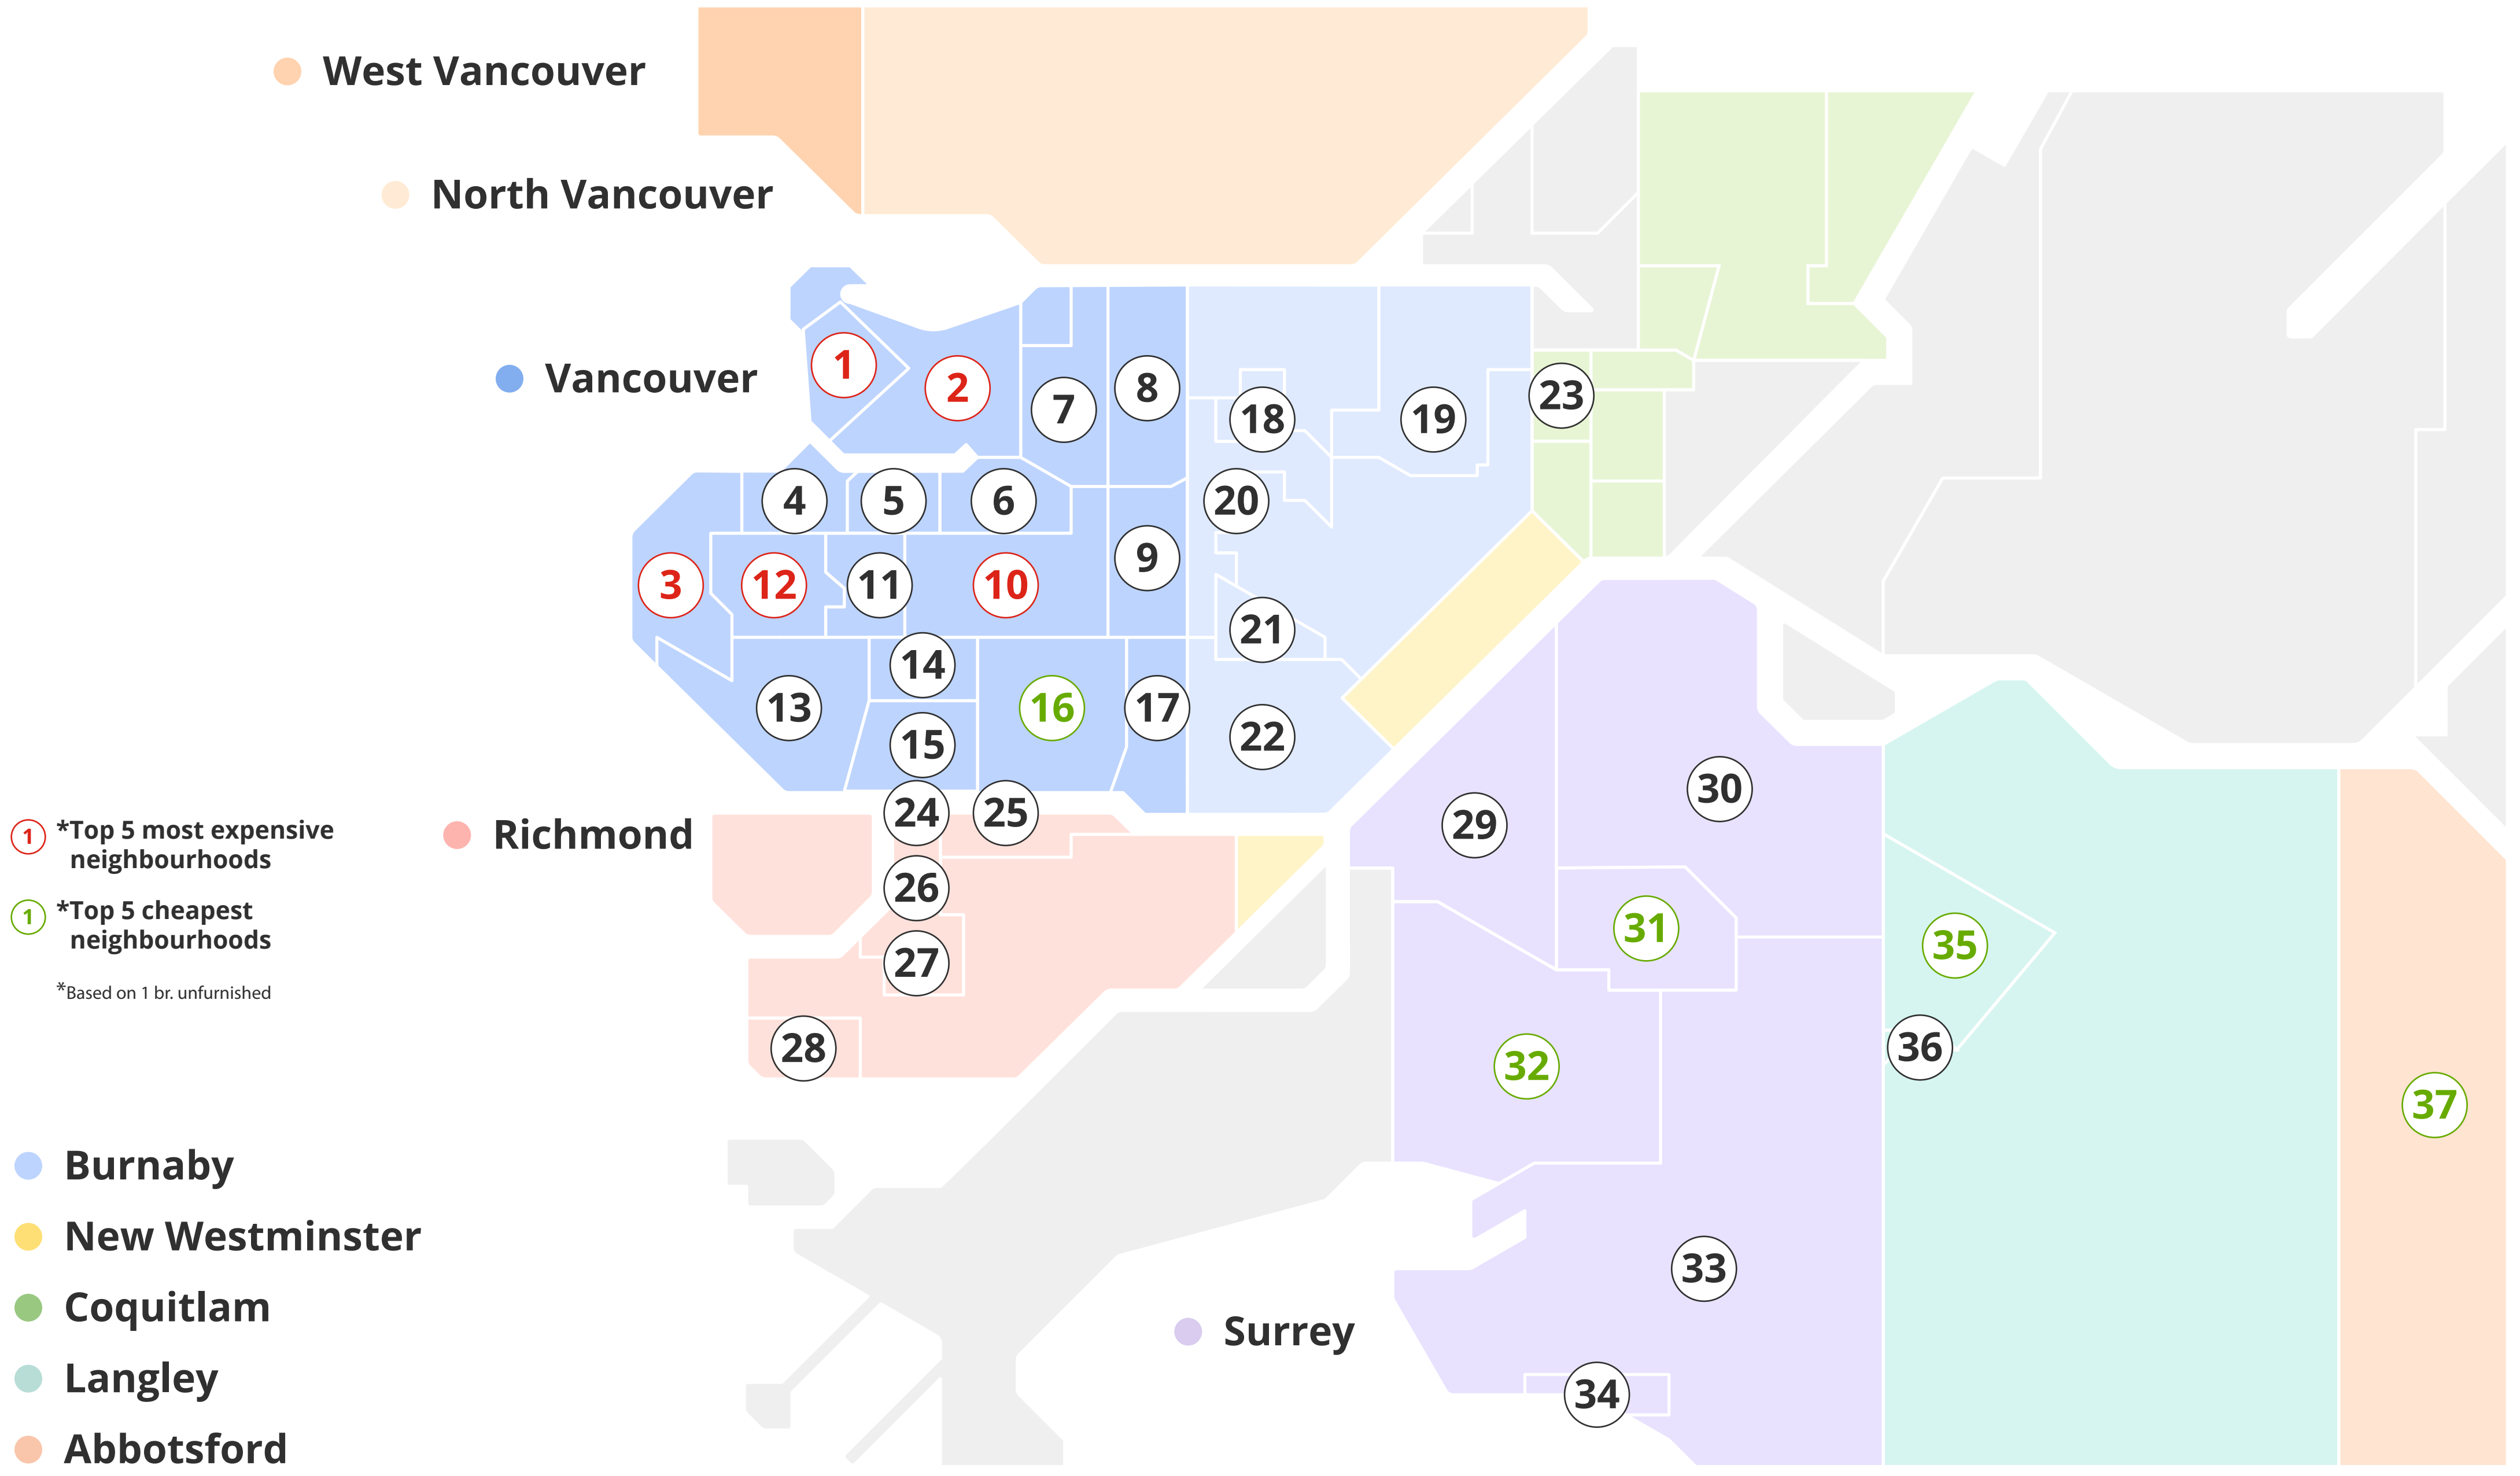 West Vancouver
North Vancouver
Vancouver
1
2
7
8
18
19
23
4
5
6
20
3
12
11
10
9
21
14
13
16
17
15
22
24
25
26
27
28
29
30
31
32
33
34
35
36
37
Richmond
1 *Top 5 most expensive
neighbourhoods
1 *Top 5 cheapest
neighbourhoods
*Based on 1 br. unfurnished
Burnaby
New Westminster
Coquitlam
Langley
Abbotsford
Surrey